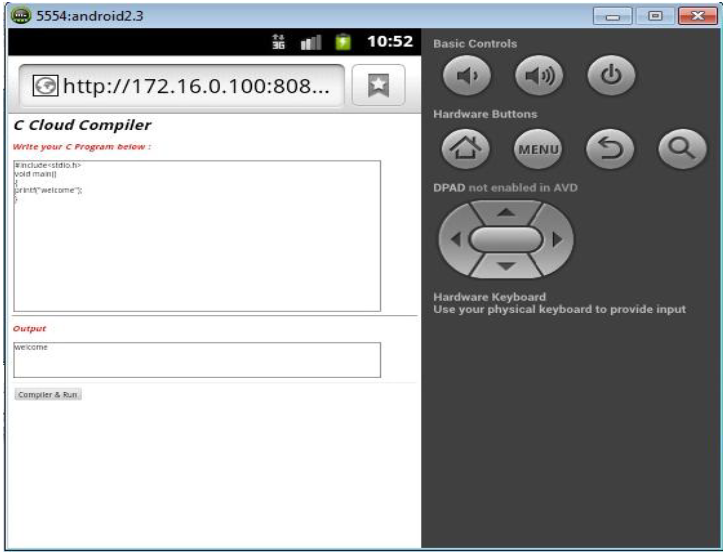 5554:android2.3
3G 10:52
http://172.16.0.100:808...
C Cloud Compiler
Write your C Program below :
#include<stdio.h>
void main()
{
printf("welcome");
}
Output
welcome
Compiler & Run
Basic Controls
Hardware Buttons
MENU
DPAD not enabled in AVD
Hardware Keyboard
Use your physical keyboard to provide input